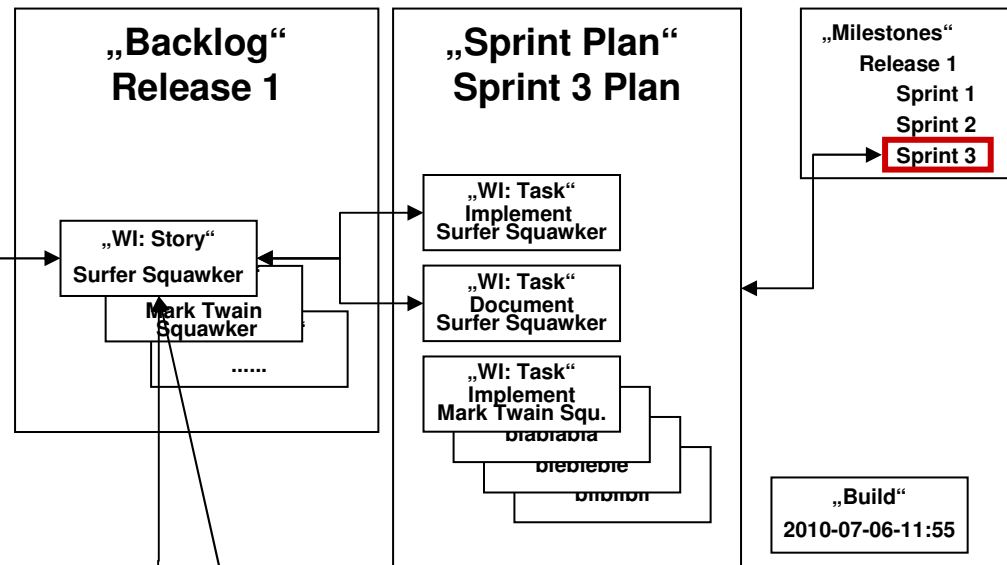 „Backlog“
Release 1
„WI: Story“
Surfer Squawker
Mark Twain
Squawker
......
„Sprint Plan“
Sprint 3 Plan
„WI: Task“
Implement
Surfer Squawker
„WI: Task“
Document
Surfer Squawker
„WI: Task“
Implement
Mark Twain Squ.
blablabla
blebleble
bliblibli
„Milestones“
Release 1
Sprint 1
Sprint 2
Sprint 3
„Build“
2010-07-06-11:55